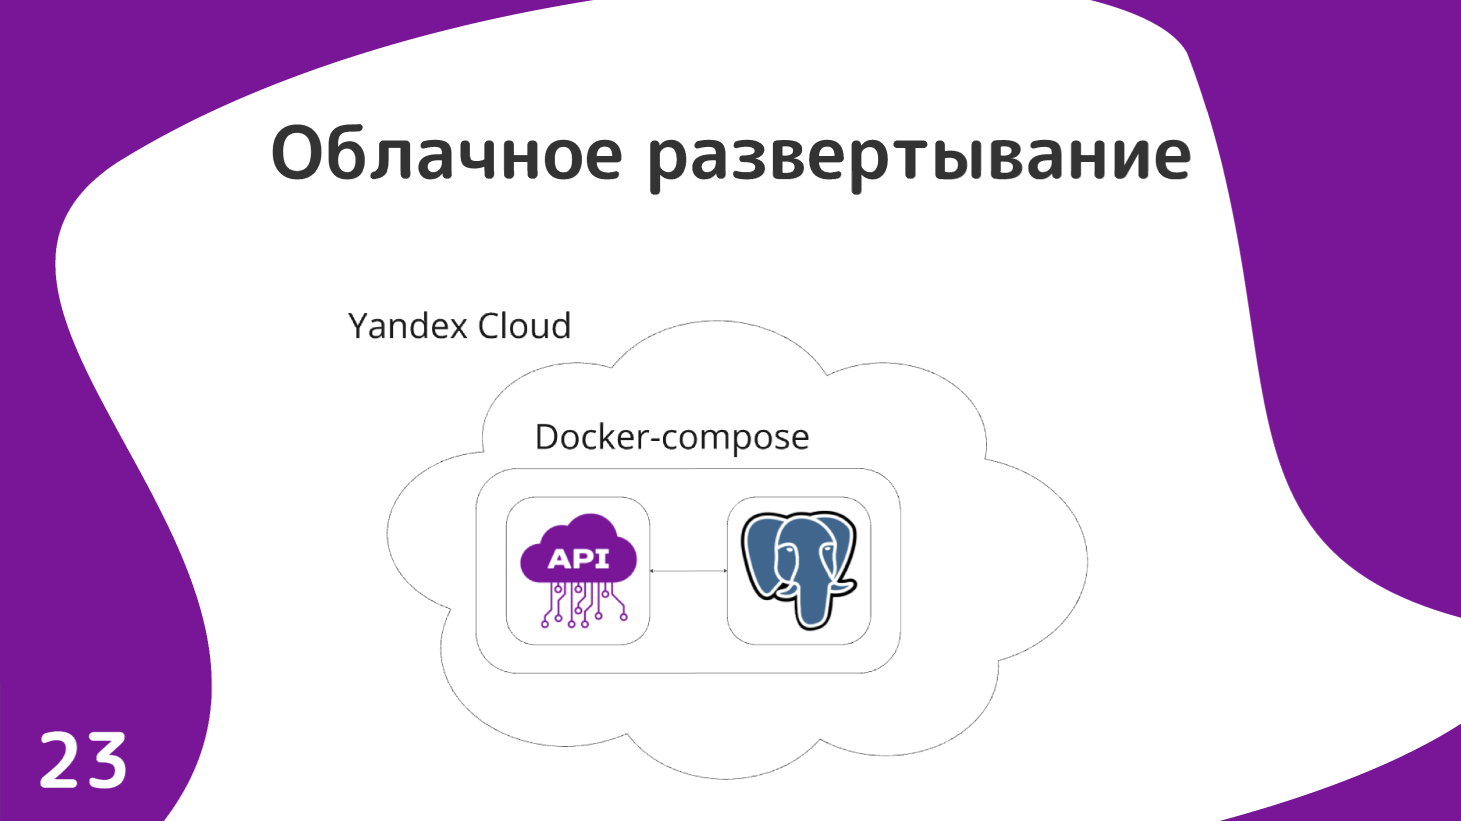 Облачное развертывание
Yandex Cloud
Docker-compose
API
23